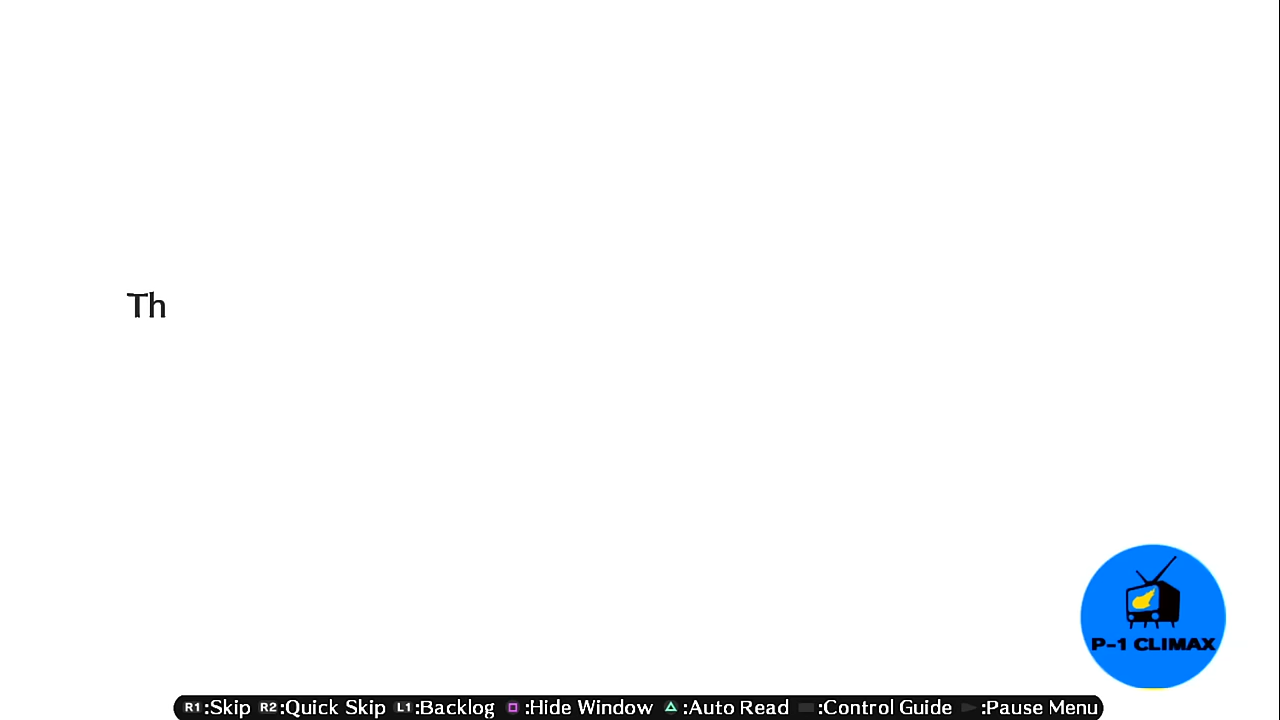 Th
P-1 CLIMAX
R1:Skip R2:Quick Skip L1:Backlog :Hide Window :Auto Read :Control Guide :Pause Menu